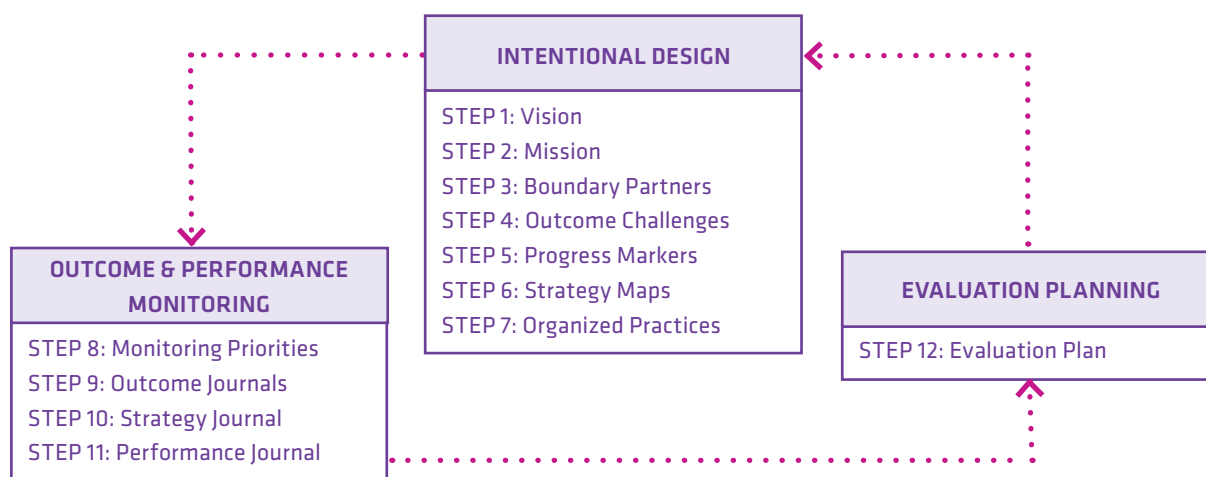 INTENTIONAL DESIGN
STEP 1: Vision
STEP 2: Mission
STEP 3: Boundary Partners
STEP 4: Outcome Challenges
STEP 5: Progress Markers
STEP 6: Strategy Maps
STEP 7: Organized Practices
OUTCOME & PERFORMANCE
MONITORING
STEP 8: Monitoring Priorities
STEP 9: Outcome Journals
STEP 10: Strategy Journal
STEP 11: Performance Journal
EVALUATION PLANNING
STEP 12: Evaluation Plan